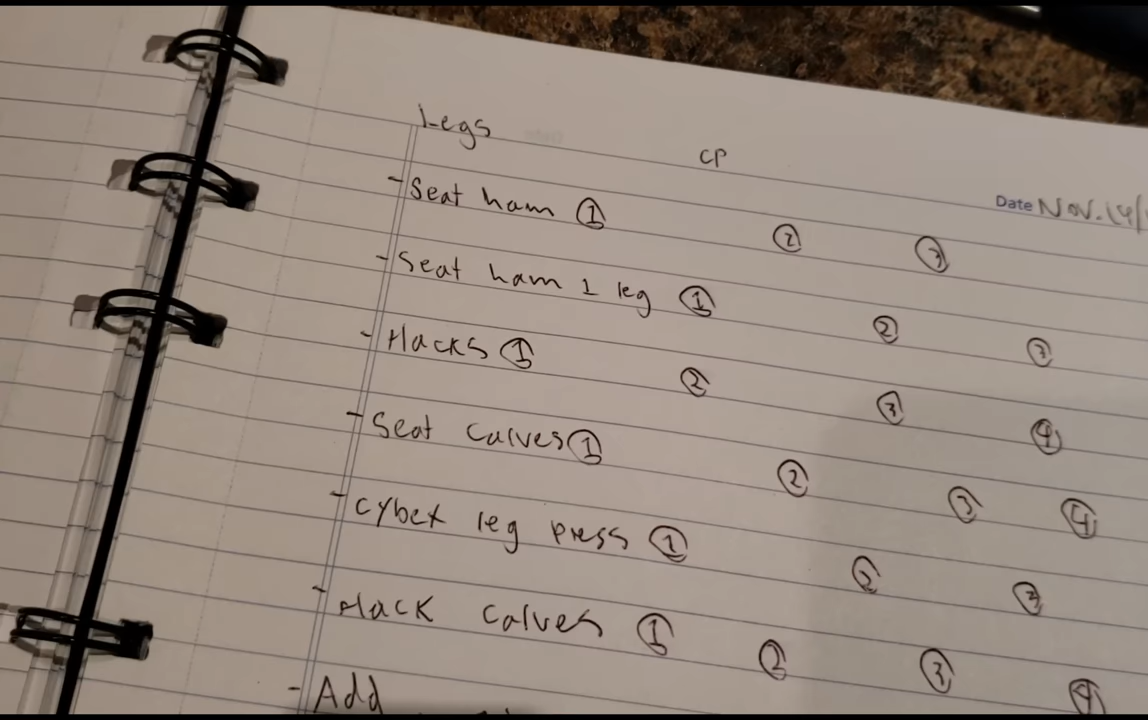 Legs
CP
Date Nov. 14/
- Seat ham ① ② ③
- Seat ham 1 leg ① ② ③
- Hacks ① ② ③ ④
- Seat Calves ① ② ③ ④
- Cybex leg press ① ② ③
- Hack Calves ① ② ③ ④
- Add